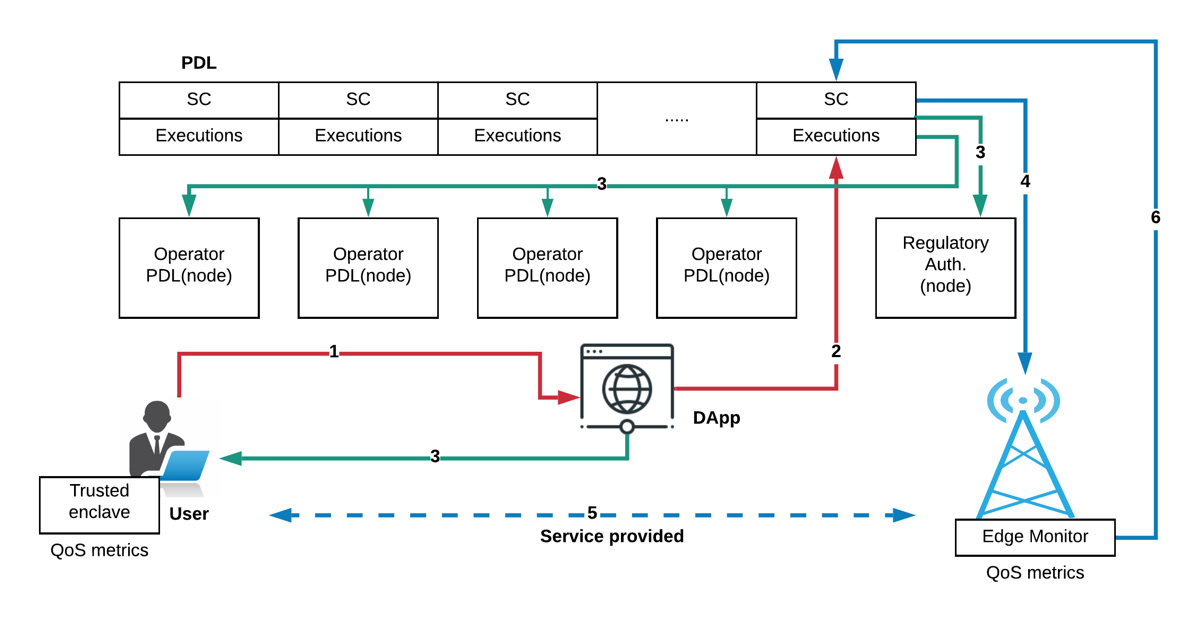 PDL
SC
SC
SC
SC
.....
Executions
Executions
Executions
Executions
3
3
4
6
Operator
PDL(node)
Operator
PDL(node)
Operator
PDL(node)
Operator
PDL(node)
Regulatory
Auth.
(node)
1
2
DApp
3
Trusted
enclave
User
QoS metrics
5
Service provided
Edge Monitor
QoS metrics